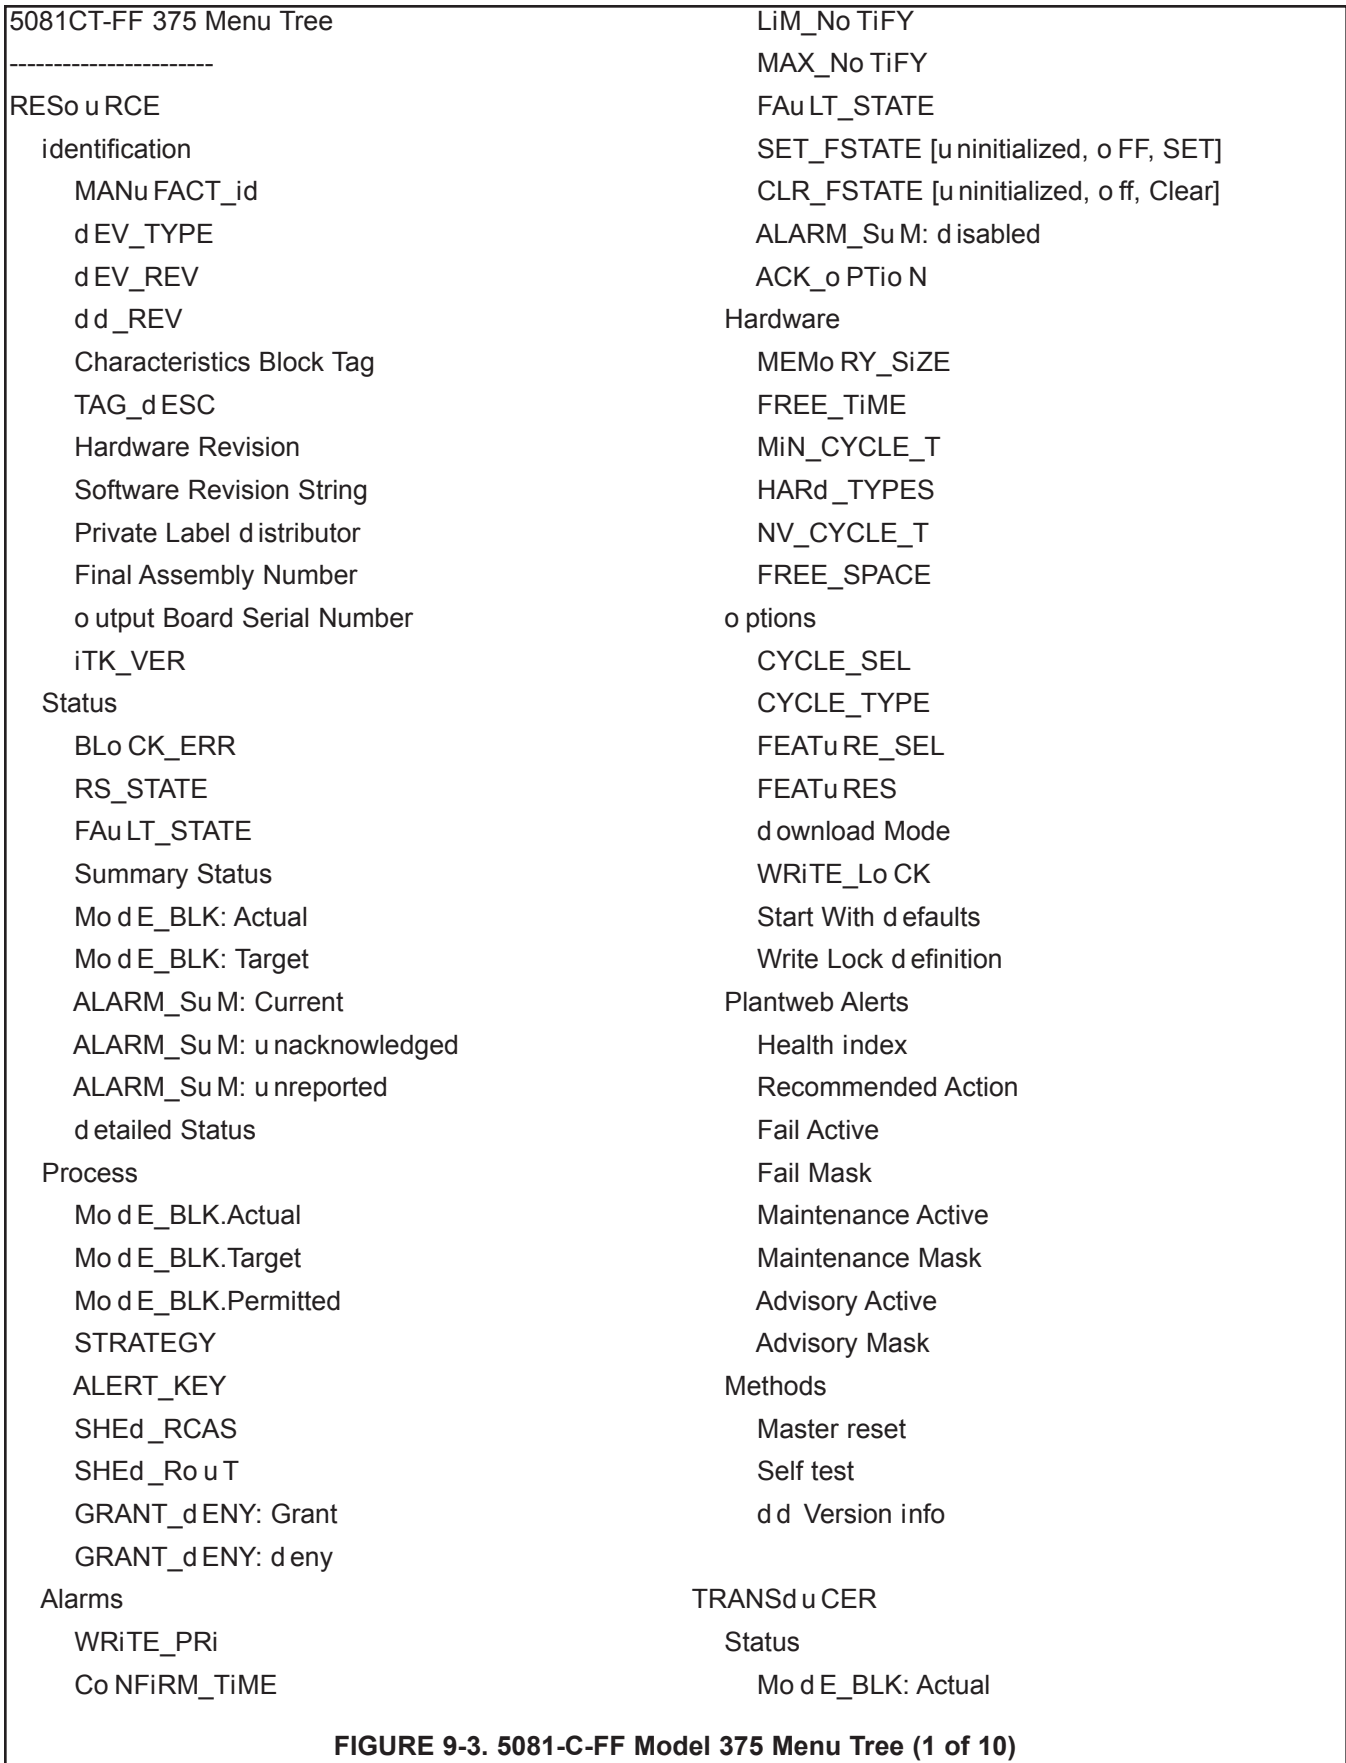 5081CT-FF 375 Menu Tree
-----------------------
RESo u RCE
identification
MANu FACT_id
d EV_TYPE
d EV_REV
d d _REV
Characteristics Block Tag
TAG_d ESC
Hardware Revision
Software Revision String
Private Label d istributor
Final Assembly Number
o utput Board Serial Number
iTK_VER
Status
BLo CK_ERR
RS_STATE
FAu LT_STATE
Summary Status
Mo d E_BLK: Actual
Mo d E_BLK: Target
ALARM_Su M: Current
ALARM_Su M: u nacknowledged
ALARM_Su M: u nreported
d etailed Status
Process
Mo d E_BLK.Actual
Mo d E_BLK.Target
Mo d E_BLK.Permitted
STRATEGY
ALERT_KEY
SHEd _RCAS
SHEd _Ro u T
GRANT_d ENY: Grant
GRANT_d ENY: d eny
Alarms
WRiTE_PRi
Co NFiRM_TiME
LiM_No TiFY
MAX_No TiFY
FAu LT_STATE
SET_FSTATE [u ninitialized, o FF, SET]
CLR_FSTATE [u ninitialized, o ff, Clear]
ALARM_Su M: d isabled
ACK_o PTio N
Hardware
MEMo RY_SiZE
FREE_TiME
MiN_CYCLE_T
HARd _TYPES
NV_CYCLE_T
FREE_SPACE
o ptions
CYCLE_SEL
CYCLE_TYPE
FEATu RE_SEL
FEATu RES
d ownload Mode
WRiTE_Lo CK
Start With d efaults
Write Lock d efinition
Plantweb Alerts
Health index
Recommended Action
Fail Active
Fail Mask
Maintenance Active
Maintenance Mask
Advisory Active
Advisory Mask
Methods
Master reset
Self test
d d Version info
TRANSd u CER
Status
Mo d E_BLK: Actual
FIGURE 9-3. 5081-C-FF Model 375 Menu Tree (1 of 10)